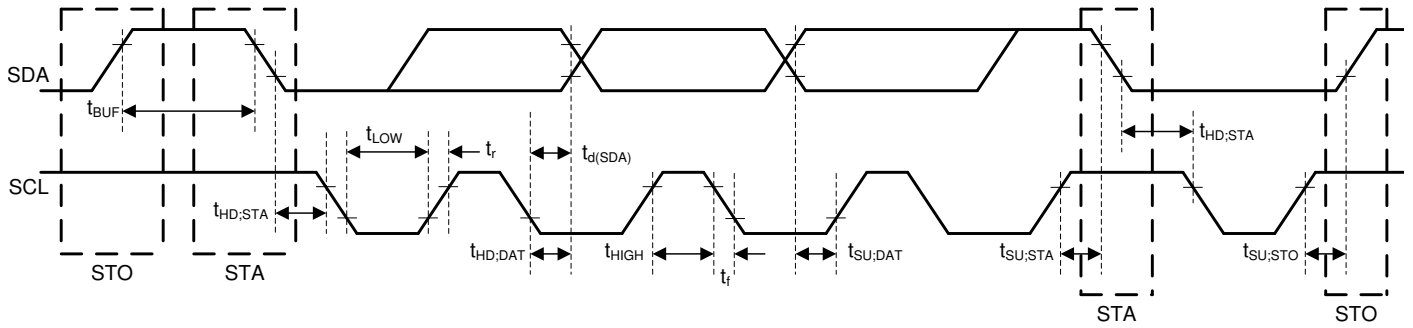 SDA
t_BUF
t_LOW
t_r
t_d(SDA)
t_HD;STA
SCL
t_HD;STA
t_HD;DAT
t_HIGH
t_f
t_SU;DAT
t_SU;STA
t_SU;STO
STO
STA
STA
STO